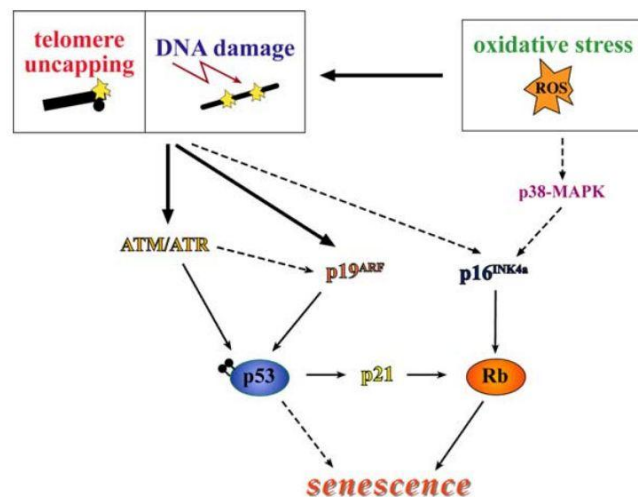 telomere
uncapping
DNA damage
oxidative stress
ROS
p38-MAPK
ATM/ATR
p19ARF
p16INK4a
p53
p21
Rb
senescence